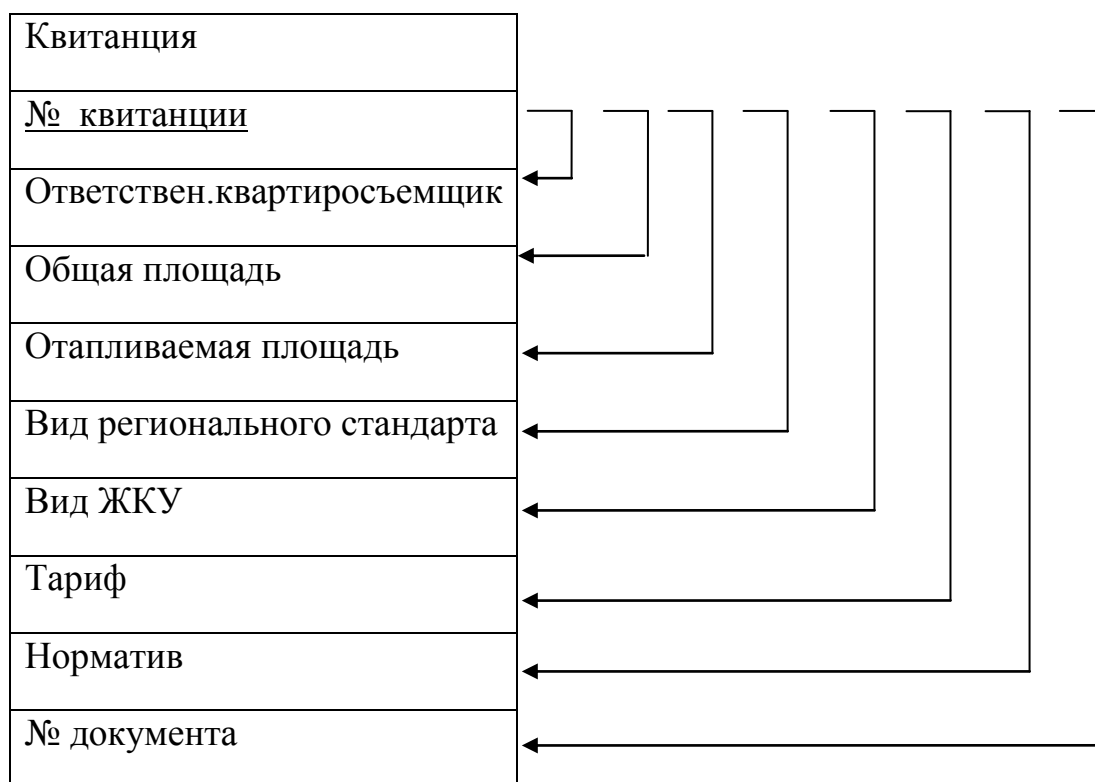 Квитанция
№ квитанции
Ответствен.квартиросъемщик
Общая площадь
Отапливаемая площадь
Вид регионального стандарта
Вид ЖКУ
Тариф
Норматив
№ документа